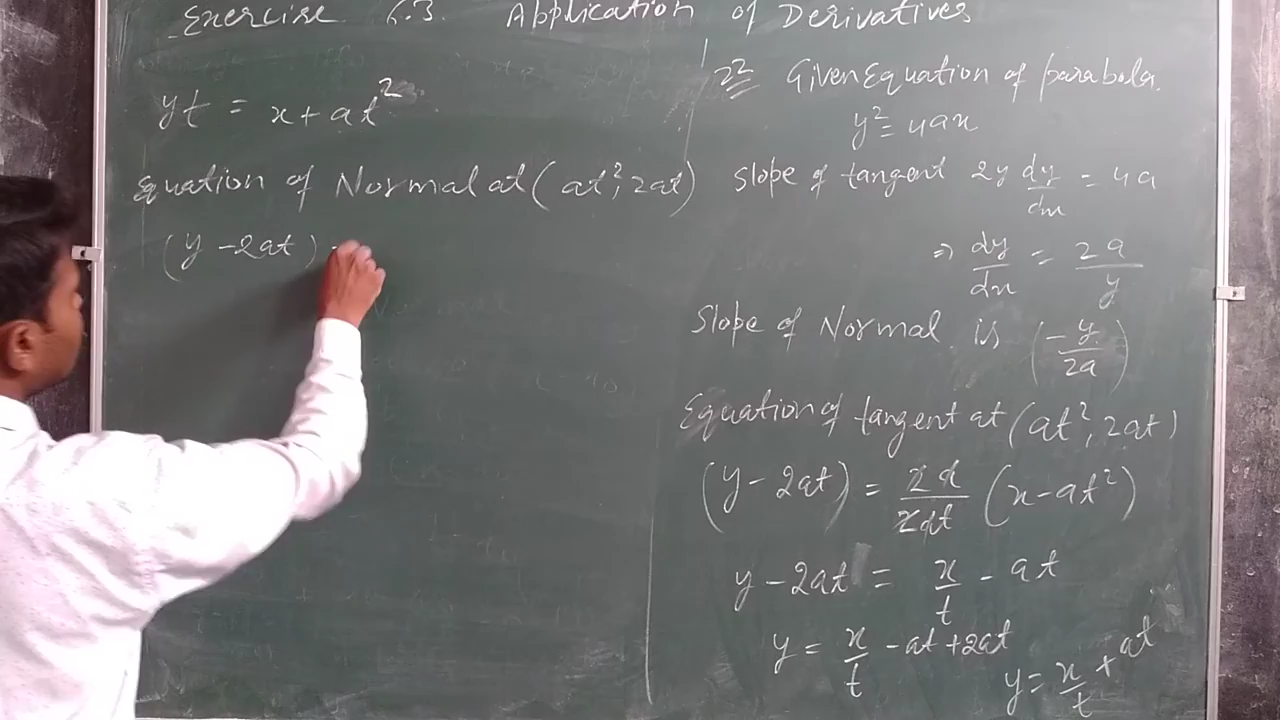 Exercise 6.3. Application of Derivatives
22 Given Equation of parabola.
y² = 4ax
Slope of tangent 2y dy/dx = 4a
⇒ dy/dx = 2a/y
Slope of Normal is (-y/2a)
Equation of tangent at (at², 2at)
(y - 2at) = 2a/2at (x - at²)
y - 2at = x/t - at
y = x/t - at + 2at
y = x/t + at
yt = x + at²
Equation of Normal at (at², 2at)
(y - 2at)